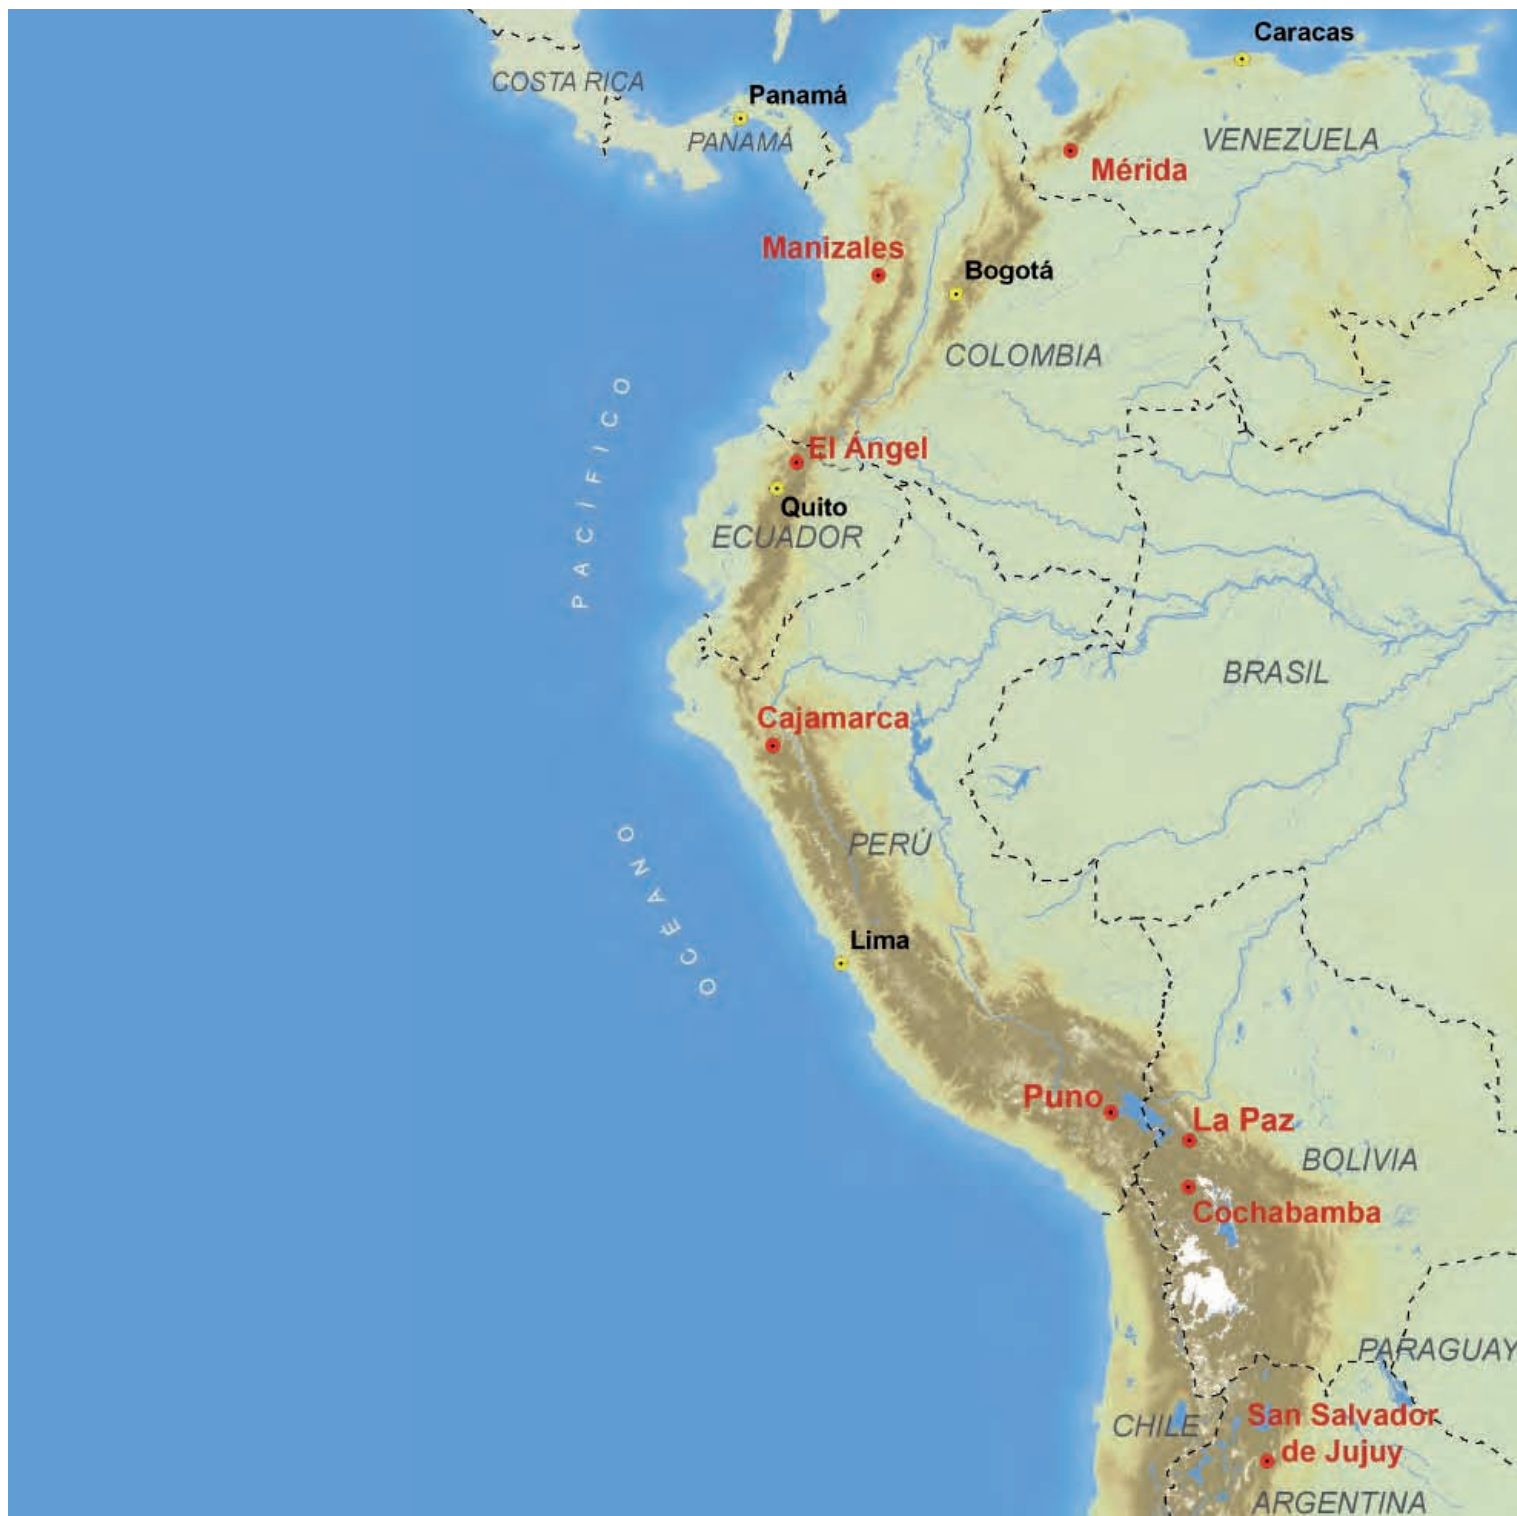 Caracas
COSTA RICA
Panamá
PANAMÁ
VENEZUELA
Mérida
Manizales
Bogotá
COLOMBIA
PACÍFICO
El Ángel
Quito
ECUADOR
BRASIL
Cajamarca
PERÚ
OCÉANO
Lima
Puno
La Paz
BOLIVIA
Cochabamba
PARAGUAY
San Salvador
de Jujuy
CHILE
ARGENTINA